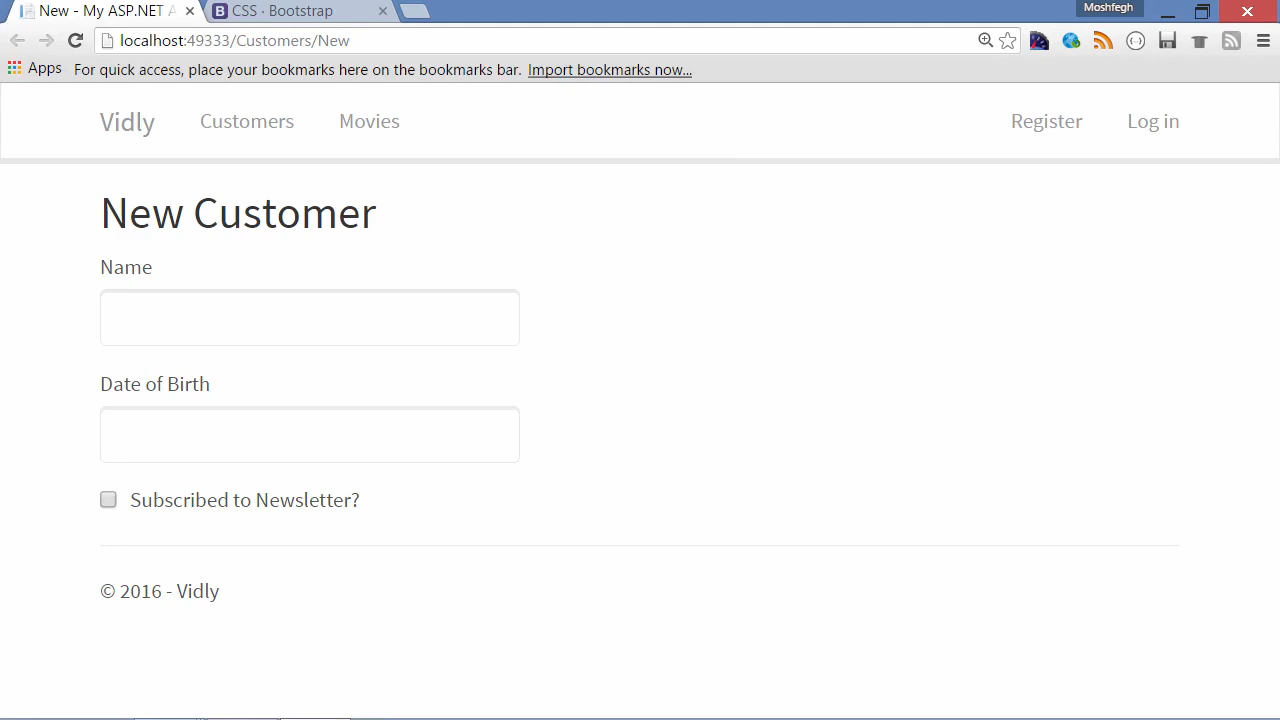 New - My ASP.NET A
CSS · Bootstrap
Moshfegh
localhost:49333/Customers/New
Apps For quick access, place your bookmarks here on the bookmarks bar. Import bookmarks now...
Vidly Customers Movies Register Log in
New Customer
Name
Date of Birth
Subscribed to Newsletter?
© 2016 - Vidly